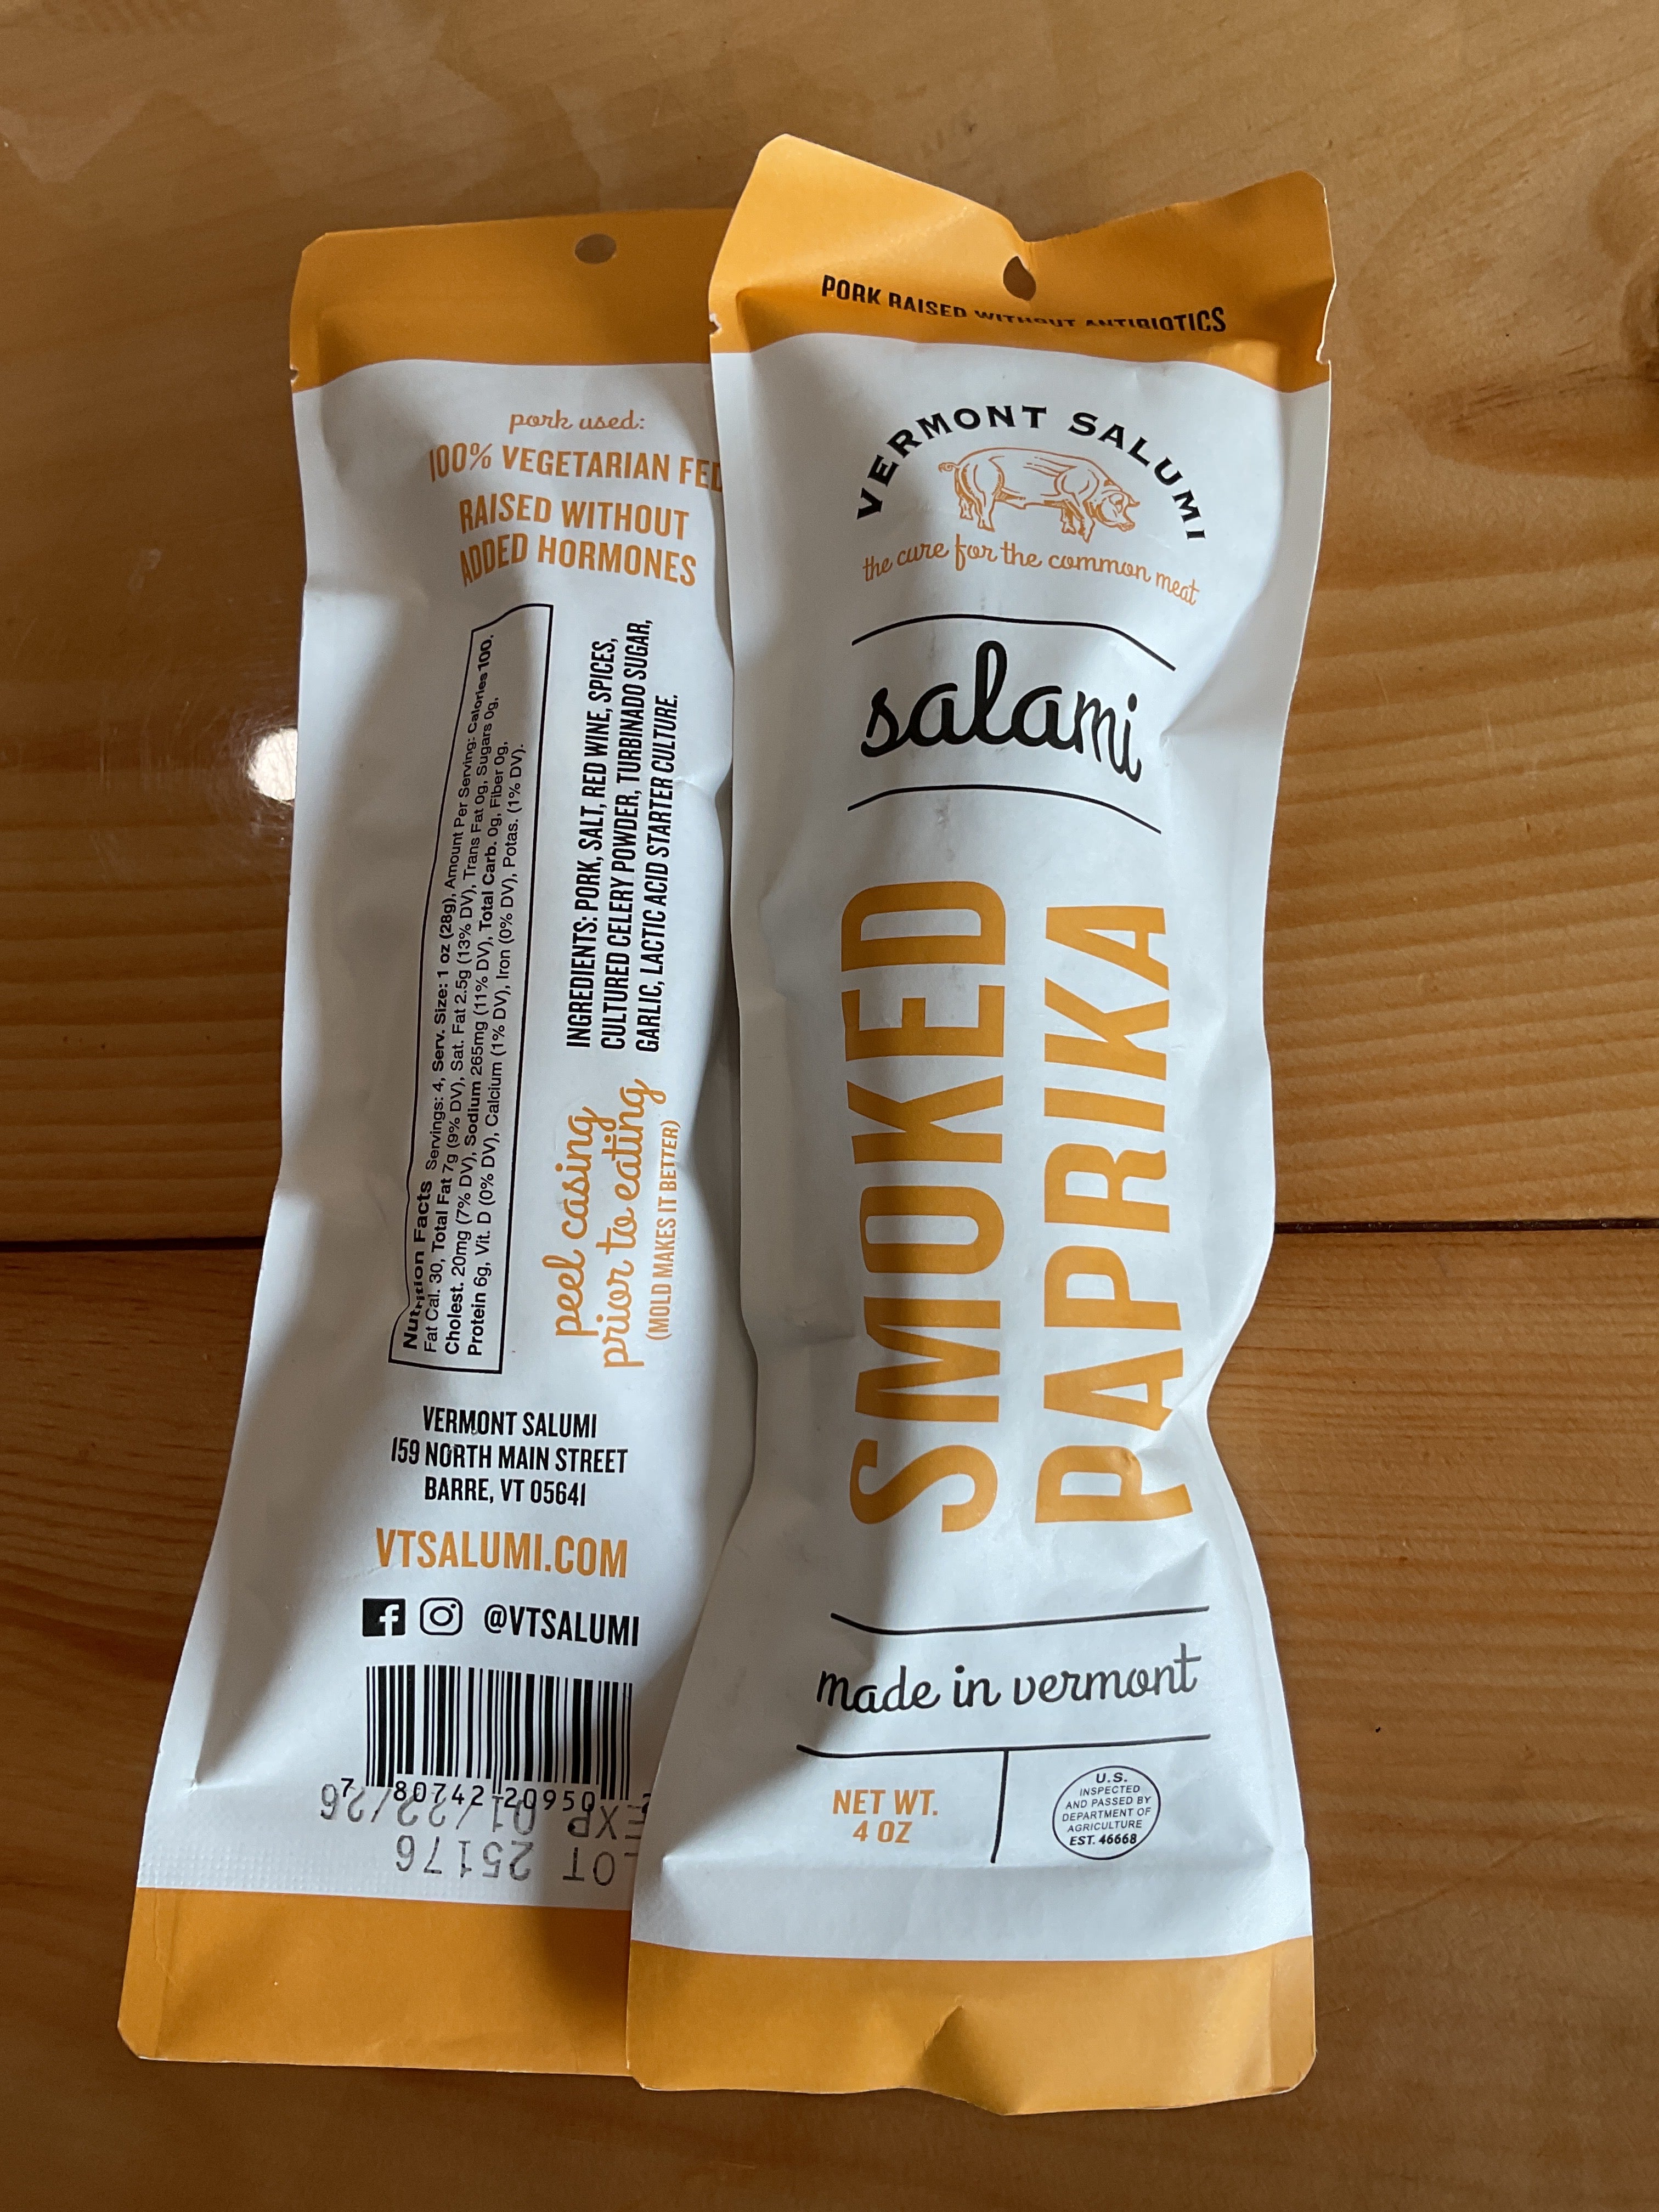 pork used:
100% VEGETARIAN FED
RAISED WITHOUT
ADDED HORMONES
Nutrition Facts Servings: 4, Serv. Size: 1 oz (28g), Amount Per Serving: Calories 100,
Fat Cal. 30, Total Fat 7g (9% DV), Sat. Fat 2.5g (13% DV), Trans Fat 0g, Sugars 0g,
Cholest. 20mg (7% DV), Sodium 265mg (11% DV), Total Carb. 0g, Fiber 0g,
Protein 6g, Vit. D (0% DV), Calcium (1% DV), Iron (0% DV), Potas. (1% DV).
INGREDIENTS: PORK, SALT, RED WINE, SPICES,
CULTURED CELERY POWDER, TURBINADO SUGAR,
GARLIC, LACTIC ACID STARTER CULTURE.
peel casing
prior to eating
(MOLD MAKES IT BETTER)
VERMONT SALUMI
159 NORTH MAIN STREET
BARRE, VT 05641
VTSALUMI.COM
@VTSALUMI
7 80742 20950
EXP 01/22/26
LOT 25176
PORK RAISED WITHOUT ANTIBIOTICS
VERMONT SALUMI
the cure for the common meat
salami
SMOKED
PAPRIKA
made in vermont
NET WT.
4 OZ
U.S.
INSPECTED
AND PASSED BY
DEPARTMENT OF
AGRICULTURE
EST. 46668